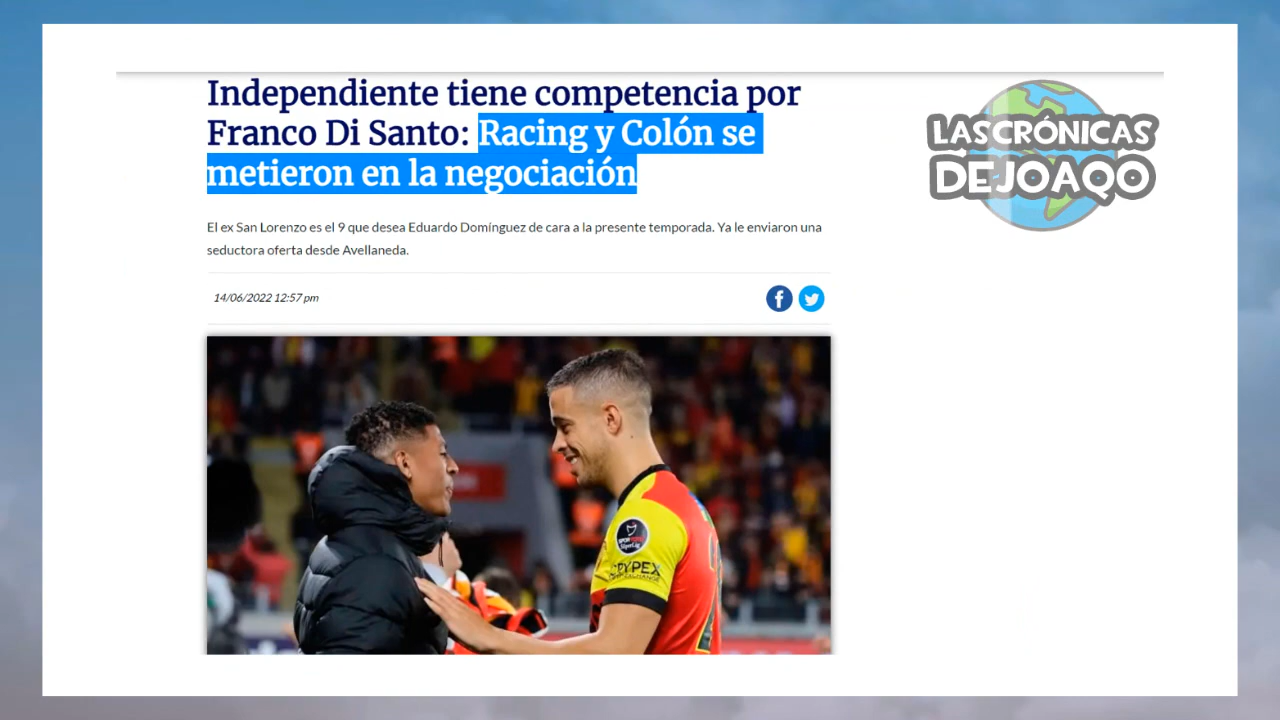 Independiente tiene competencia por
Franco Di Santo: Racing y Colón se
metieron en la negociación
LAS CRÓNICAS
DE JOAQO
El ex San Lorenzo es el 9 que desea Eduardo Domínguez de cara a la presente temporada. Ya le enviaron una
seductora oferta desde Avellaneda.
14/06/2022 12:57 pm